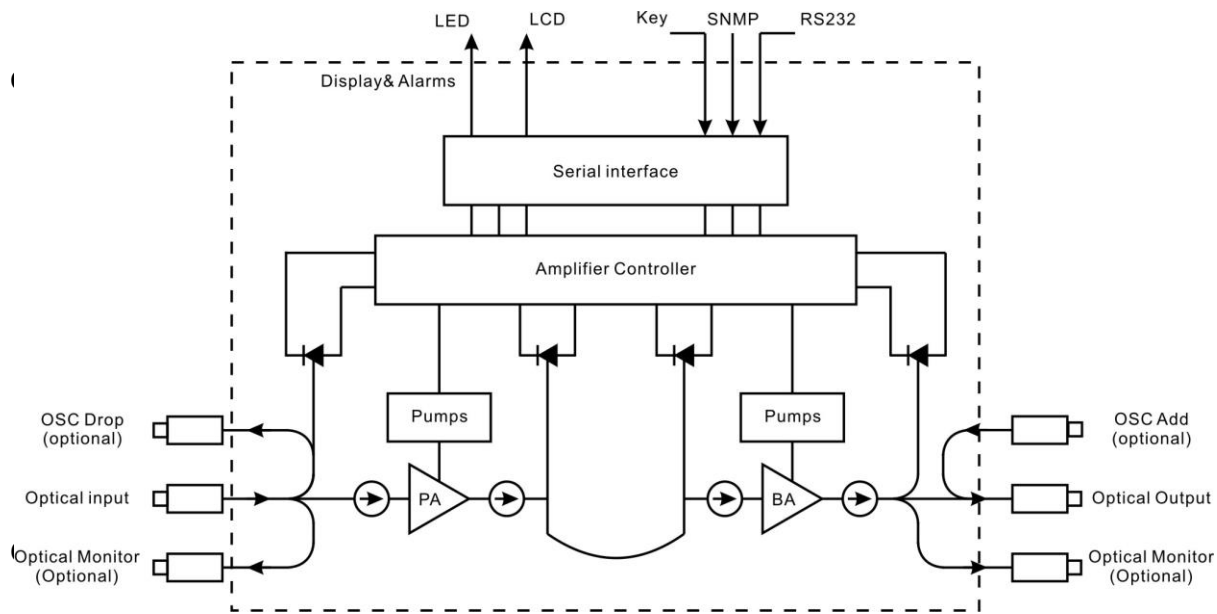 LED
LCD
Key
SNMP
RS232
Display& Alarms
Serial interface
Amplifier Controller
Pumps
Pumps
OSC Drop
(optional)
OSC Add
(optional)
Optical input
PA
BA
Optical Output
Optical Monitor
(Optional)
Optical Monitor
(Optional)